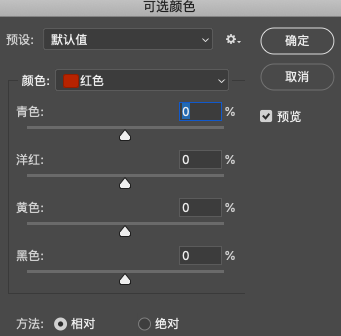 可选颜色
预设: 默认值
确定
取消
颜色: 红色
预览
青色: 0 %
洋红: 0 %
黄色: 0 %
黑色: 0 %
方法: 相对 绝对